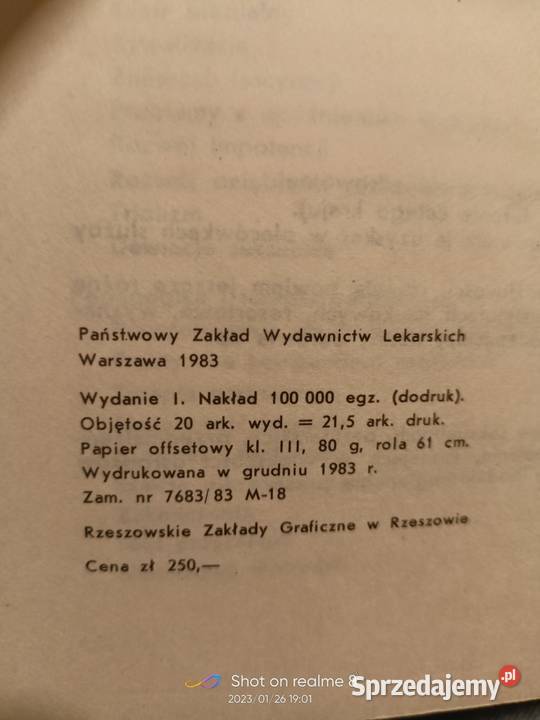 Państwowy Zakład Wydawnictw Lekarskich
Warszawa 1983
Wydanie I. Nakład 100 000 egz. (dodruk).
Objętość 20 ark. wyd. = 21,5 ark. druk.
Papier offsetowy kl. III, 80 g, rola 61 cm.
Wydrukowana w grudniu 1983 r.
Zam. nr 7683/83 M-18
Rzeszowskie Zakłady Graficzne w Rzeszowie
Cena zł 250,—
Shot on realme 8
2023/01/26 19:01
Sprzedajemy.pl